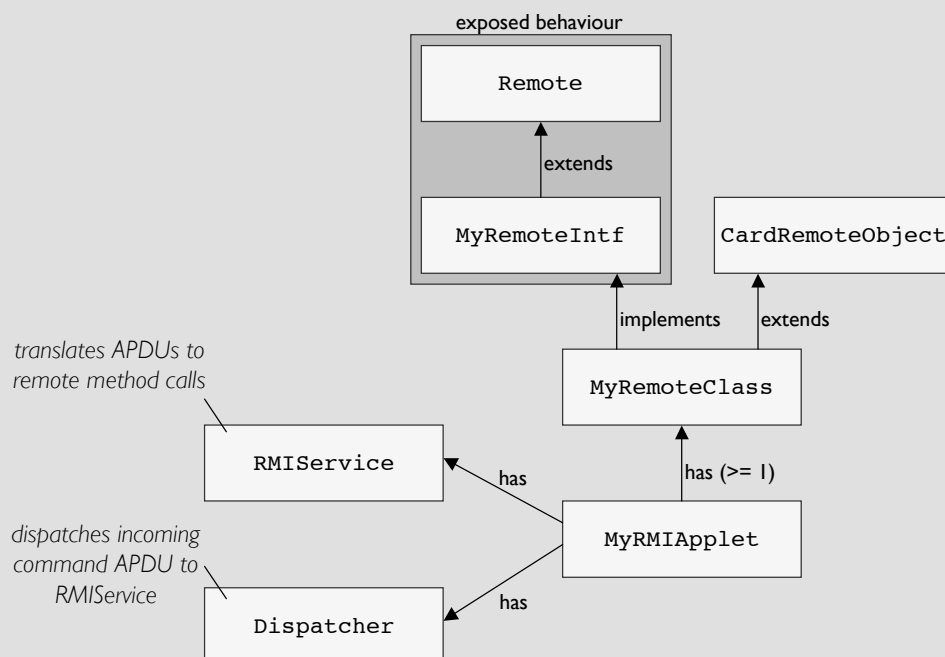 exposed behaviour
Remote
extends
MyRemoteIntf
CardRemoteObject
implements
extends
translates APDUs to
remote method calls
MyRemoteClass
RMIService
has
has (>= 1)
dispatches incoming
command APDU to
RMIService
MyRMIApplet
has
Dispatcher